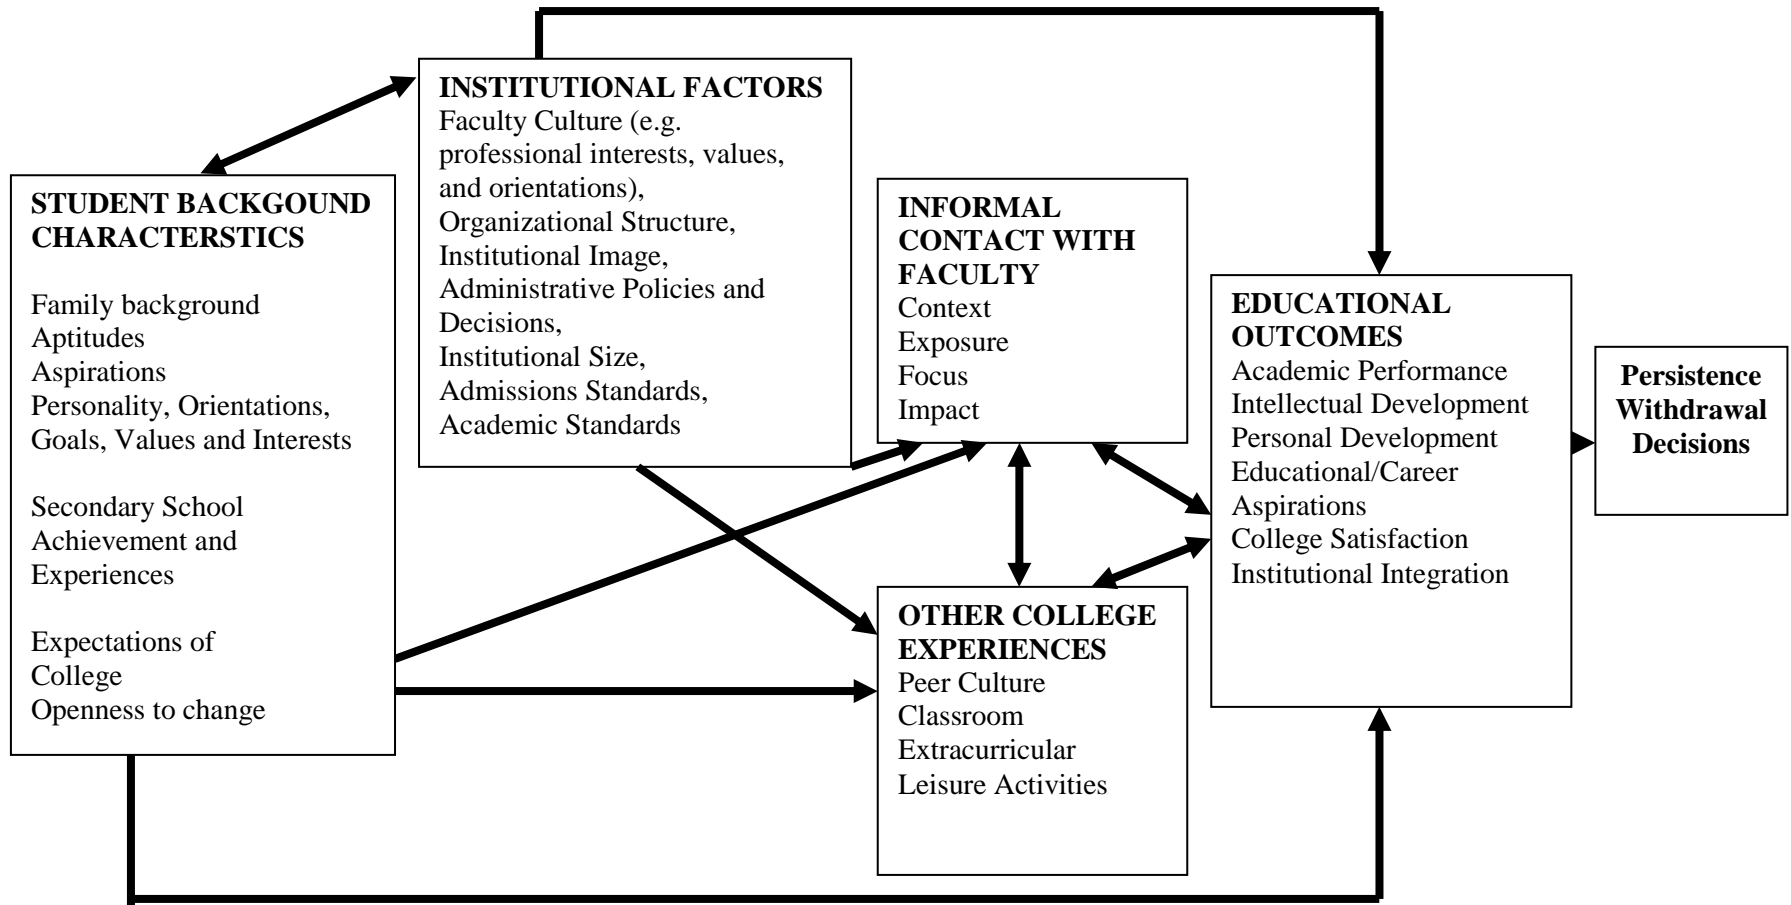 STUDENT BACKGOUND
CHARACTERSTICS
Family background
Aptitudes
Aspirations
Personality, Orientations,
Goals, Values and Interests
Secondary School
Achievement and
Experiences
Expectations of
College
Openness to change
INSTITUTIONAL FACTORS
Faculty Culture (e.g.
professional interests, values,
and orientations),
Organizational Structure,
Institutional Image,
Administrative Policies and
Decisions,
Institutional Size,
Admissions Standards,
Academic Standards
INFORMAL
CONTACT WITH
FACULTY
Context
Exposure
Focus
Impact
OTHER COLLEGE
EXPERIENCES
Peer Culture
Classroom
Extracurricular
Leisure Activities
EDUCATIONAL
OUTCOMES
Academic Performance
Intellectual Development
Personal Development
Educational/Career
Aspirations
College Satisfaction
Institutional Integration
Persistence
Withdrawal
Decisions